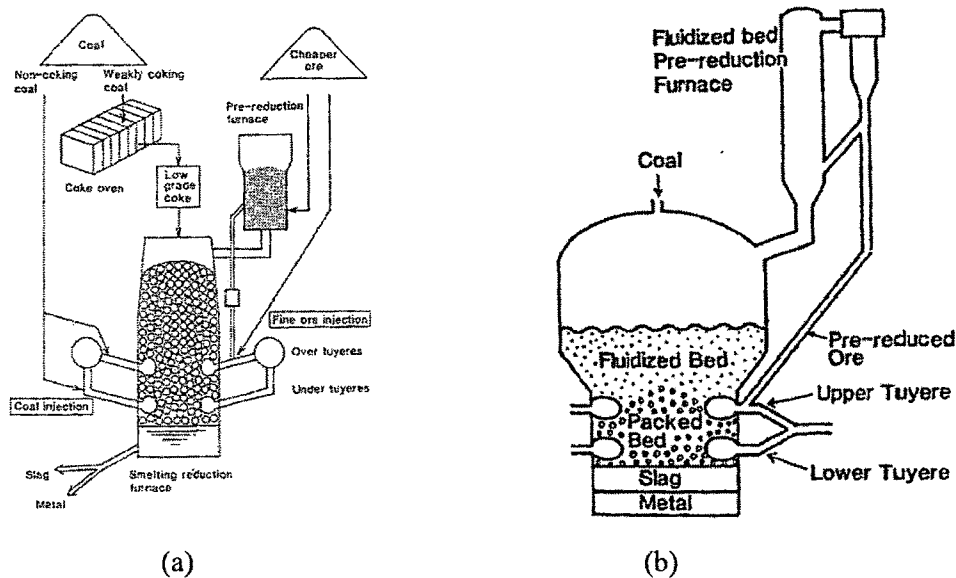 Coal
Non-coking
coal
Weakly coking
coal
Cheaper
ore
Pre-reduction
furnace
Coke oven
Low
grade
coke
Fine ore injection
Over tuyeres
Under tuyeres
Coal injection
Slag
Metal
Smelting reduction
furnace
(a)
Fluidized bed
Pre-reduction
Furnace
Coal
Fluidized Bed
Pre-reduced
Ore
Upper Tuyere
Packed
Bed
Lower Tuyere
Slag
Metal
(b)